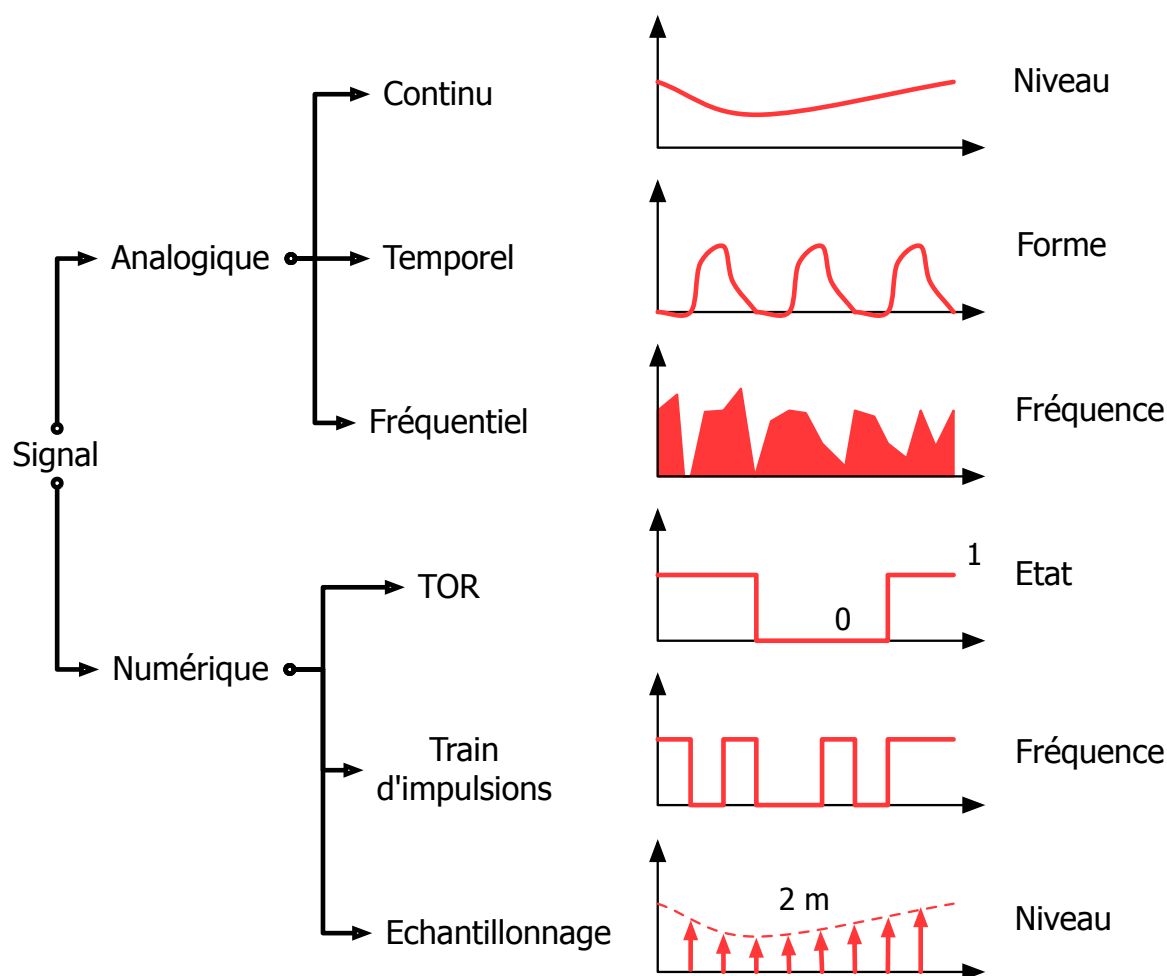 Continu
Niveau
Analogique
Temporel
Forme
Fréquentiel
Fréquence
Signal
TOR
0
1
Etat
Numérique
Train
d'impulsions
Fréquence
Echantillonnage
2 m
Niveau